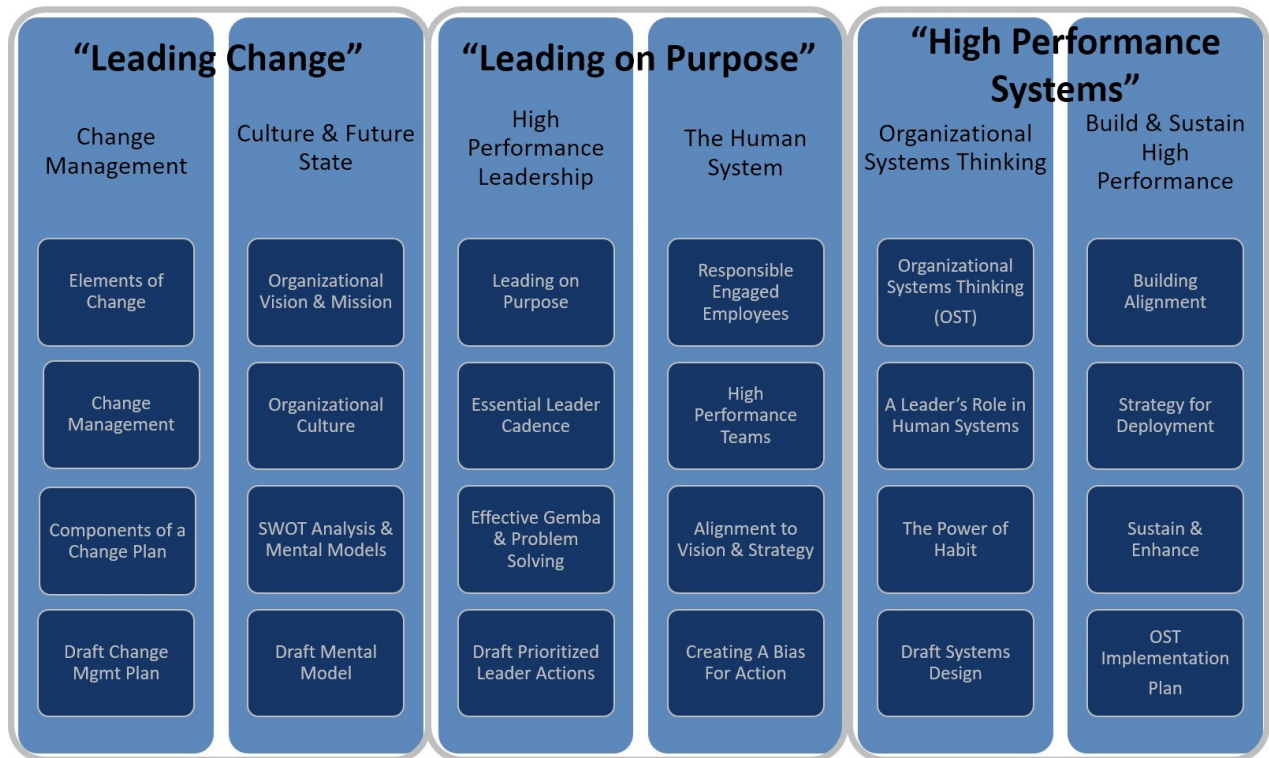 “Leading Change”
Change
Management
Culture & Future
State
Elements of
Change
Organizational
Vision & Mission
Change
Management
Organizational
Culture
Components of a
Change Plan
SWOT Analysis &
Mental Models
Draft Change
Mgmt Plan
Draft Mental
Model
“Leading on Purpose”
High
Performance
Leadership
The Human
System
Leading on
Purpose
Responsible
Engaged
Employees
Essential Leader
Cadence
High
Performance
Teams
Effective Gemba
& Problem
Solving
Alignment to
Vision & Strategy
Draft Prioritized
Leader Actions
Creating A Bias
For Action
“High Performance
Systems”
Organizational
Systems Thinking
Build & Sustain
High
Performance
Organizational
Systems Thinking
(OST)
Building
Alignment
A Leader’s Role in
Human Systems
Strategy for
Deployment
The Power of
Habit
Sustain &
Enhance
Draft Systems
Design
OST
Implementation
Plan